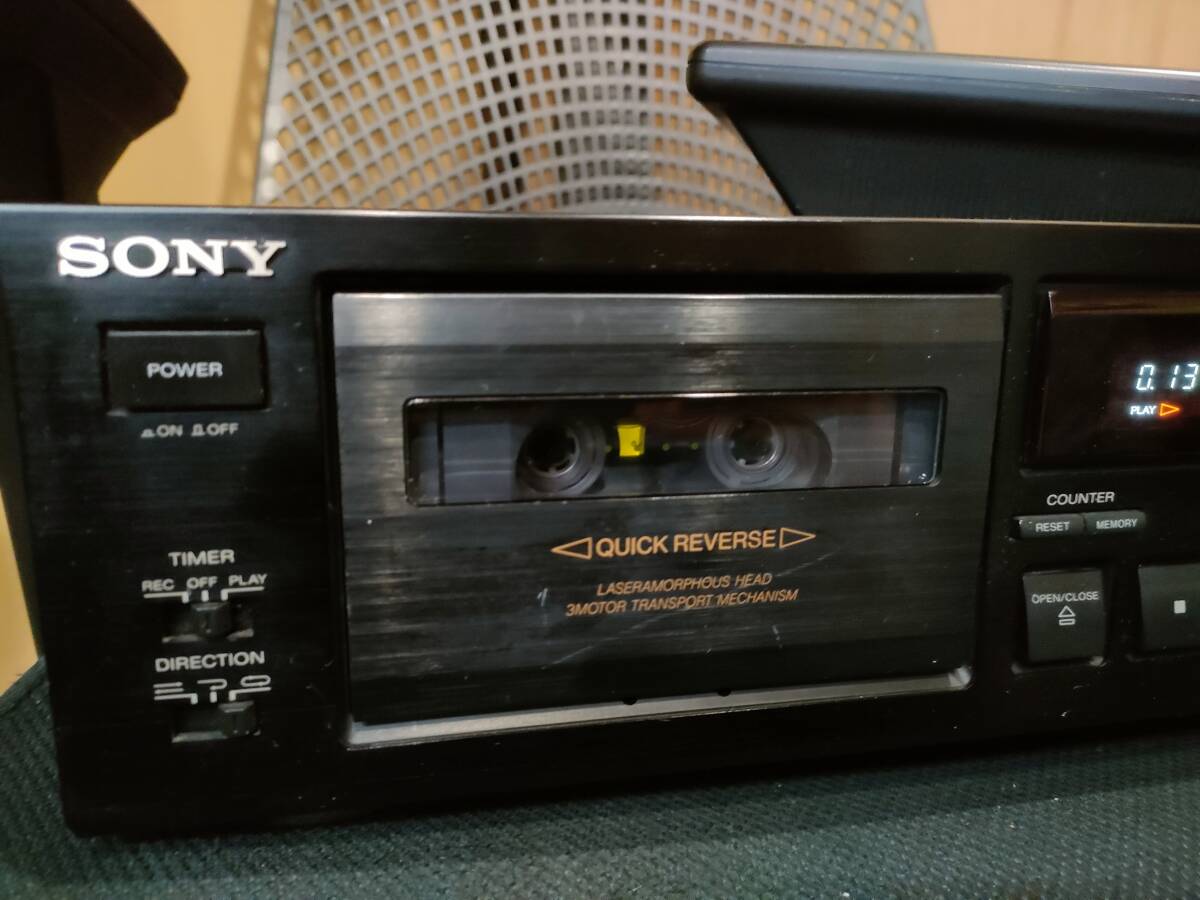 SONY
POWER
ON OFF
TIMER
REC OFF PLAY
DIRECTION
QUICK REVERSE
LASERAMORPHOUS HEAD
3MOTOR TRANSPORT MECHANISM
0.13
PLAY
COUNTER
RESET MEMORY
OPEN/CLOSE